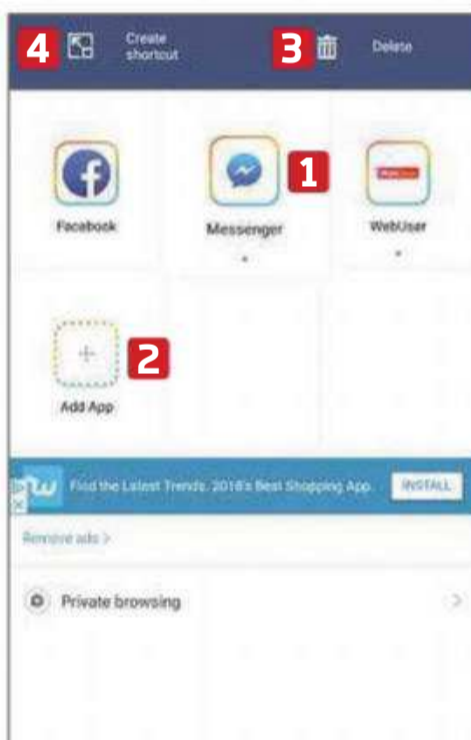 4 Create
shortcut
3 Delete
Facebook
Messenger
1
WebUser
+
2
Add App
Find the Latest Trends. 2016's Best Shopping App.
INSTALL
Remove ads >
Private browsing >